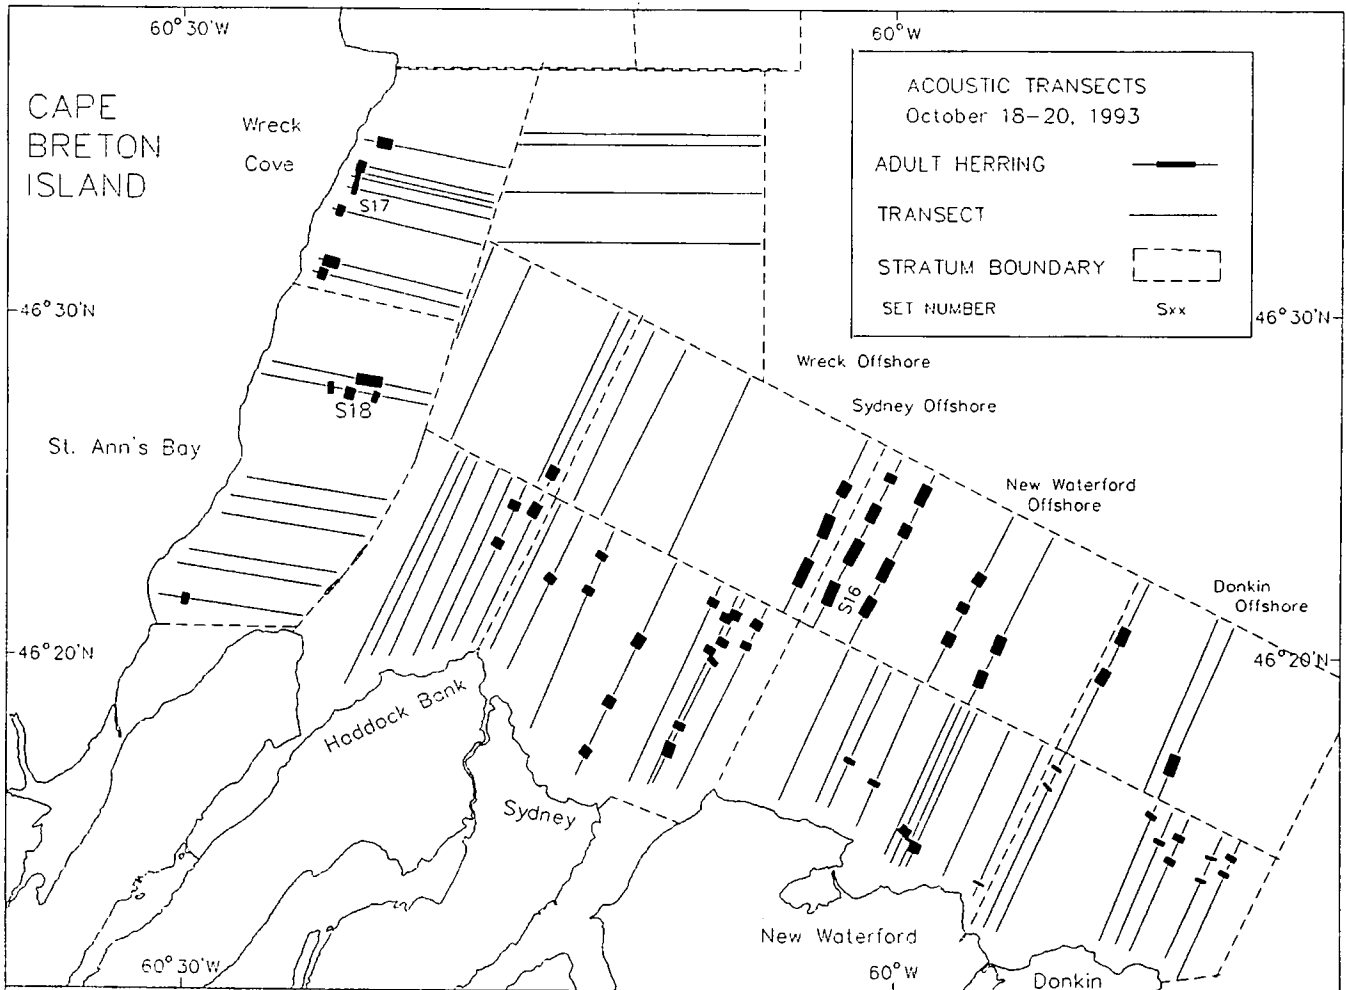 60°30'W
60°W
CAPE
BRETON
ISLAND
Wreck
Cove
ACOUSTIC TRANSECTS
October 18-20, 1993
ADULT HERRING
TRANSECT
STRATUM BOUNDARY
SET NUMBER Sxx
S17
46°30'N
46°30'N
Wreck Offshore
Sydney Offshore
S18
St. Ann's Bay
New Waterford
Offshore
S16
Donkin
Offshore
46°20'N
46°20'N
Haddock Bank
Sydney
New Waterford
60°30'W
60°W
Donkin